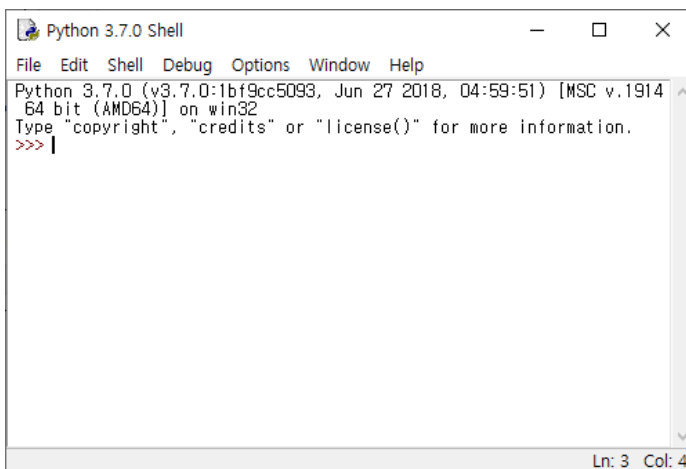 Python 3.7.0 Shell
File Edit Shell Debug Options Window Help
Python 3.7.0 (v3.7.0:1bf9cc5093, Jun 27 2018, 04:59:51) [MSC v.1914
 64 bit (AMD64)] on win32
Type "copyright", "credits" or "license()" for more information.
>>>
Ln: 3 Col: 4